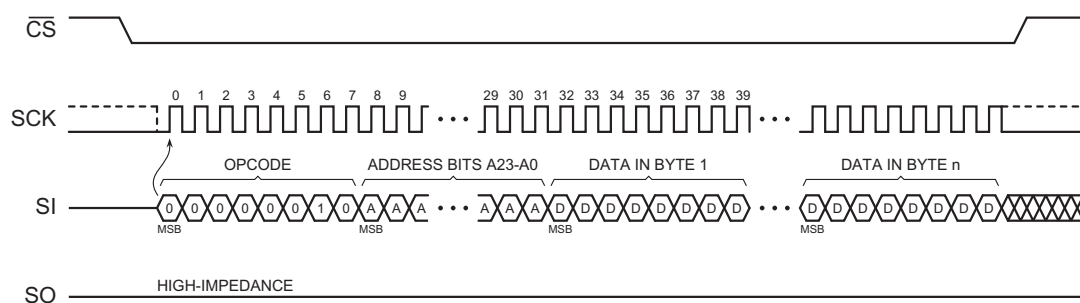 CS
SCK
0 1 2 3 4 5 6 7 8 9 29 30 31 32 33 34 35 36 37 38 39
OPCODE ADDRESS BITS A23-A0 DATA IN BYTE 1 DATA IN BYTE n
SI
0 0 0 0 0 0 1 0 A A A A A A D D D D D D D D D D D D D D D D
MSB MSB MSB MSB
SO
HIGH-IMPEDANCE